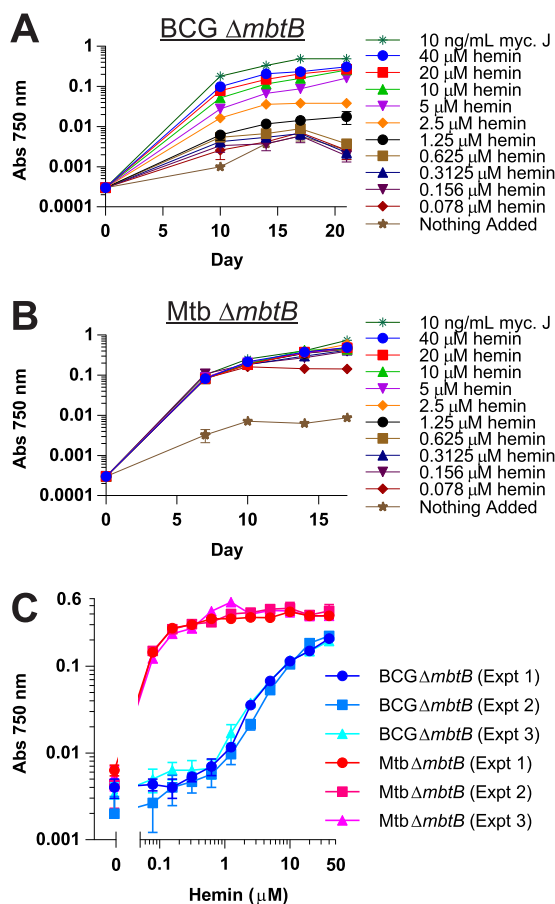 A
BCG ΔmbtB
Abs 750 nm
1
0.1
0.01
0.001
0.0001
0 5 10 15 20
Day
10 ng/mL myc. J
40 μM hemin
20 μM hemin
10 μM hemin
5 μM hemin
2.5 μM hemin
1.25 μM hemin
0.625 μM hemin
0.3125 μM hemin
0.156 μM hemin
0.078 μM hemin
Nothing Added
B
Mtb ΔmbtB
Abs 750 nm
1
0.1
0.01
0.001
0.0001
0 5 10 15
Day
10 ng/mL myc. J
40 μM hemin
20 μM hemin
10 μM hemin
5 μM hemin
2.5 μM hemin
1.25 μM hemin
0.625 μM hemin
0.3125 μM hemin
0.156 μM hemin
0.078 μM hemin
Nothing Added
C
Abs 750 nm
0.6
0.1
0.01
0.001
0 0.1 1 10 50
Hemin (μM)
BCGΔmbtB (Expt 1)
BCGΔmbtB (Expt 2)
BCGΔmbtB (Expt 3)
MtbΔmbtB (Expt 1)
MtbΔmbtB (Expt 2)
MtbΔmbtB (Expt 3)